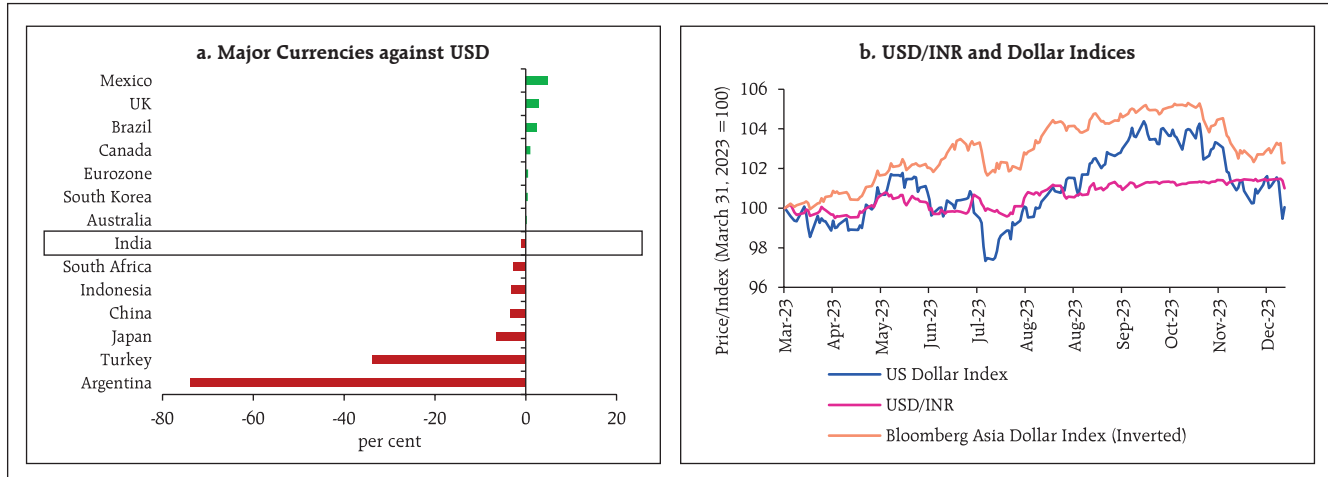 a. Major Currencies against USD
Mexico
UK
Brazil
Canada
Eurozone
South Korea
Australia
India
South Africa
Indonesia
China
Japan
Turkey
Argentina
-80
-60
-40
-20
0
20
per cent
b. USD/INR and Dollar Indices
Price/Index (March 31. 2023 =100)
106
104
102
100
98
96
Mar-23
Apr-23
May-23
Jun-23
Jul-23
Aug-23
Aug-23
Sep-23
Oct-23
Nov-23
Dec-23
US Dollar Index
USD/INR
Bloomberg Asia Dollar Index (Inverted)